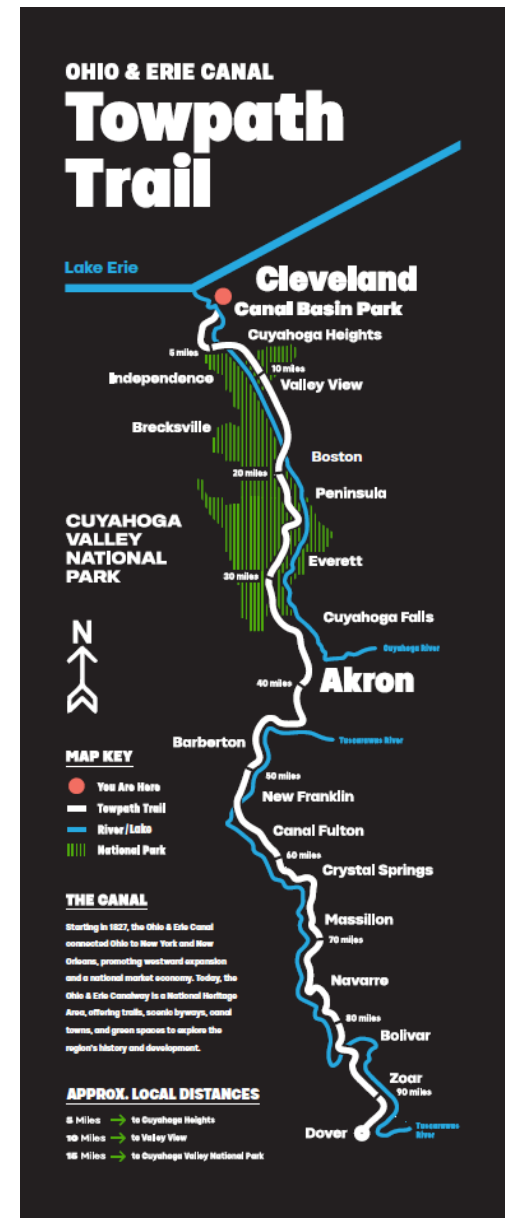 OHIO & ERIE CANAL
Towpath
Trail
Lake Erie
Cleveland
Canal Basin Park
Cuyahoga Heights
5 miles
10 miles
Independence
Valley View
Brecksville
Boston
20 miles
Peninsula
CUYAHOGA
VALLEY
NATIONAL
PARK
Everett
30 miles
Cuyahoga Falls
N
Cuyahoga River
Akron
40 miles
Barberton
Tuscarawas River
MAP KEY
50 miles
You Are Here
New Franklin
Towpath Trail
River/Lake
Canal Fulton
National Park
60 miles
Crystal Springs
THE CANAL
Starting in 1827, the Ohio & Erie Canal
connected Ohio to New York and New
Orleans, promoting westward expansion
and a national market economy. Today, the
Ohio & Erie Canalway is a National Heritage
Area, offering trails, scenic byways, canal
towns, and green spaces to explore the
region's history and development.
Massillon
70 miles
Navarre
80 miles
Bolivar
Zoar
90 miles
APPROX. LOCAL DISTANCES
5 Miles → to Cuyahoga Heights
10 Miles → to Valley View
15 Miles → to Cuyahoga Valley National Park
Dover
Tuscarawas
River